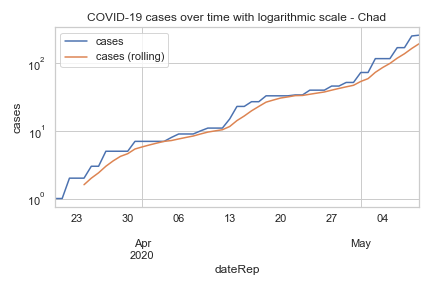 COVID-19 cases over time with logarithmic scale - Chad
cases
cases (rolling)
10²
10¹
10⁰
cases
23 30 06 13 20 27 04
Apr May
2020
dateRep